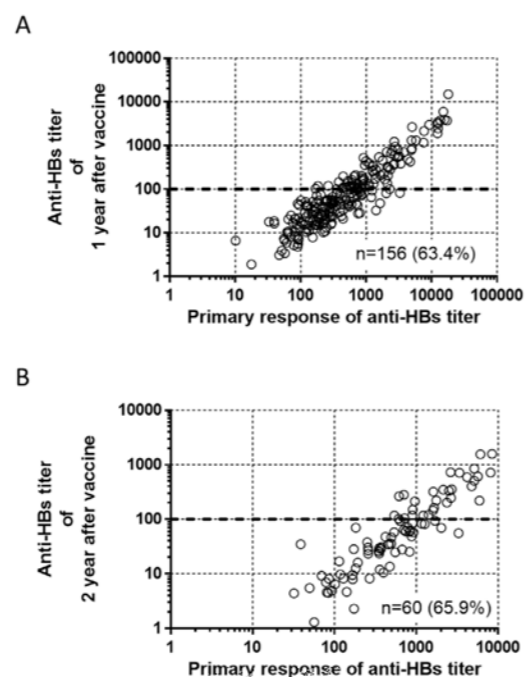 A
100000
10000
1000
100
10
1
Anti-HBs titer
of
1 year after vaccine
n=156 (63.4%)
1 10 100 1000 10000 100000
Primary response of anti-HBs titer
B
10000
1000
100
10
1
Anti-HBs titer
of
2 year after vaccine
n=60 (65.9%)
1 10 100 1000 10000
Primary response of anti-HBs titer